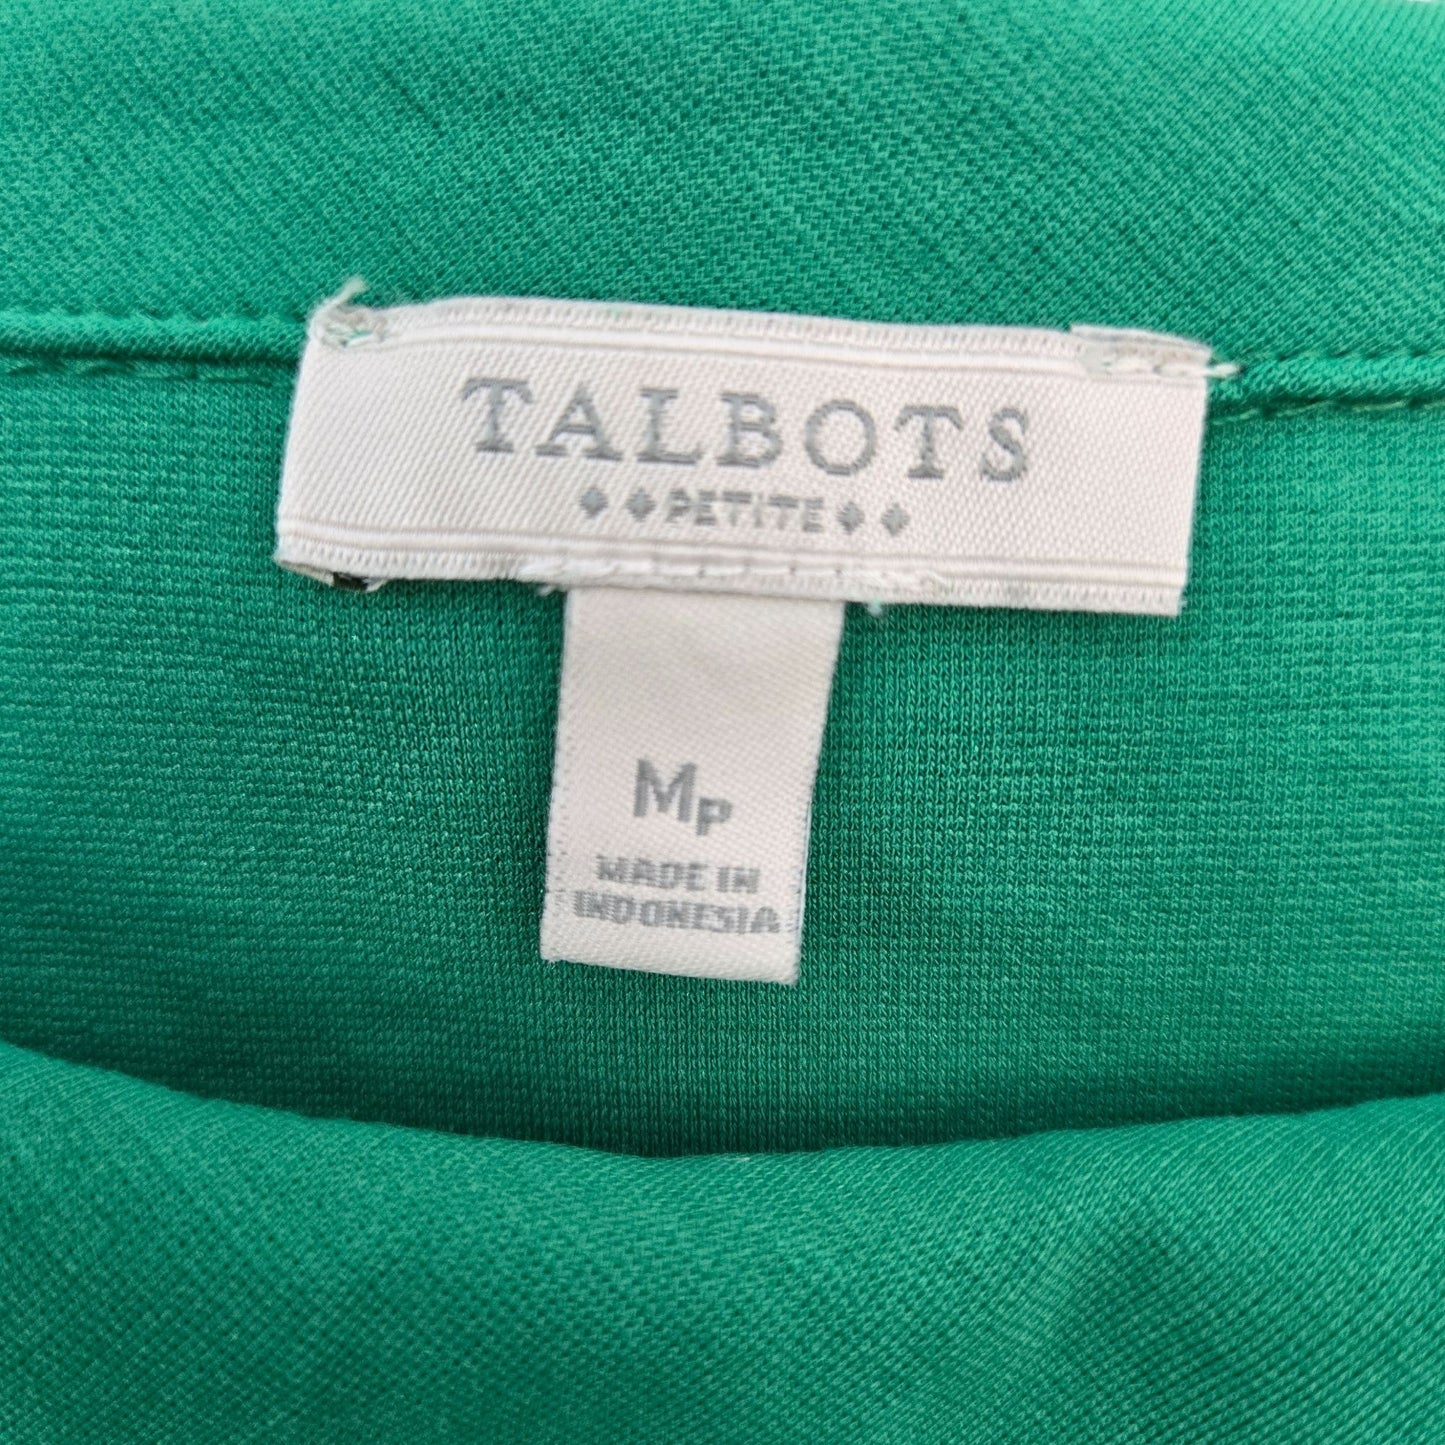 TALBOTS
♦♦PETITE♦♦
MP
MADE IN
INDONESIA